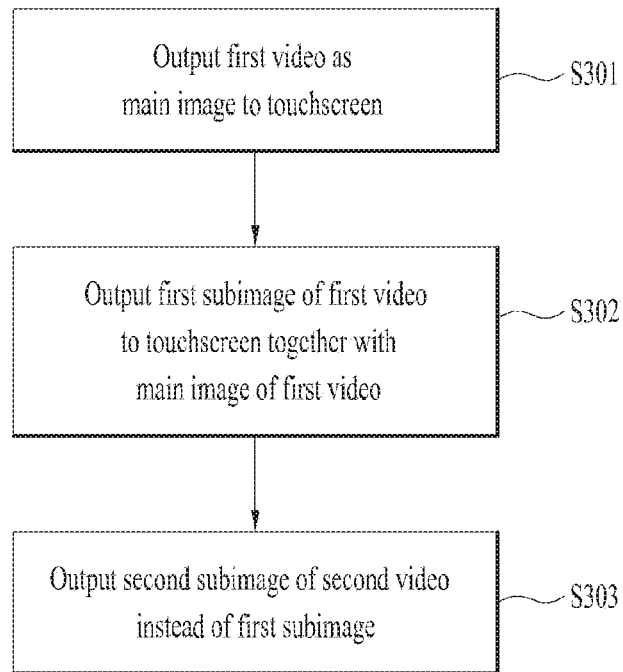 Output first video as
main image to touchscreen
S301
Output first subimage of first video
to touchscreen together with
main image of first video
S302
Output second subimage of second video
instead of first subimage
S303